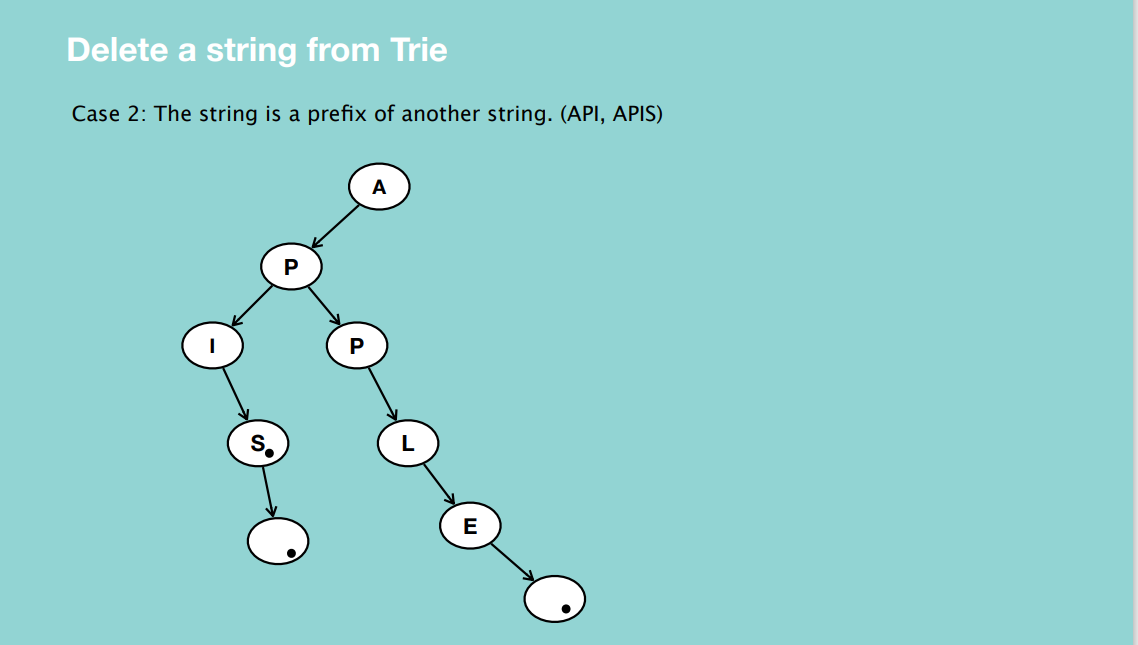 Delete a string from Trie
Case 2: The string is a prefix of another string. (API, APIS)
A
P
I
P
S
L
E